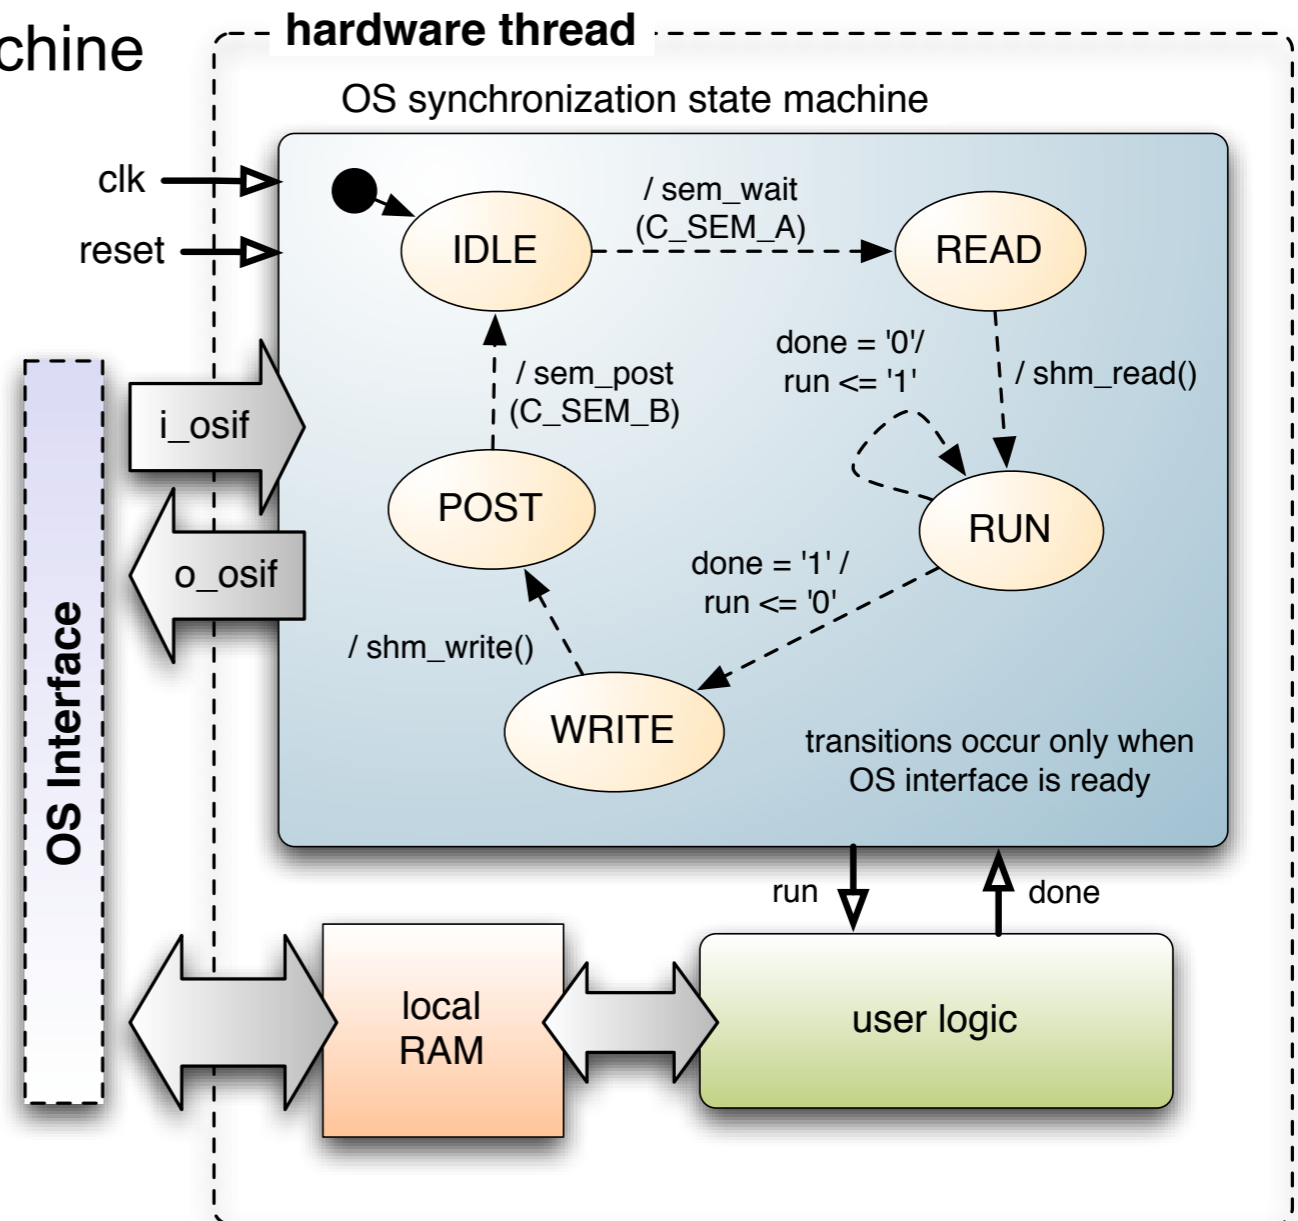 chine
hardware thread
OS synchronization state machine
clk
reset
/ sem_wait
(C_SEM_A)
IDLE
READ
done = '0'/
run <= '1'
/ shm_read()
/ sem_post
(C_SEM_B)
i_osif
POST
RUN
done = '1' /
run <= '0'
o_osif
/ shm_write()
WRITE
transitions occur only when
OS interface is ready
OS Interface
run
done
local
RAM
user logic